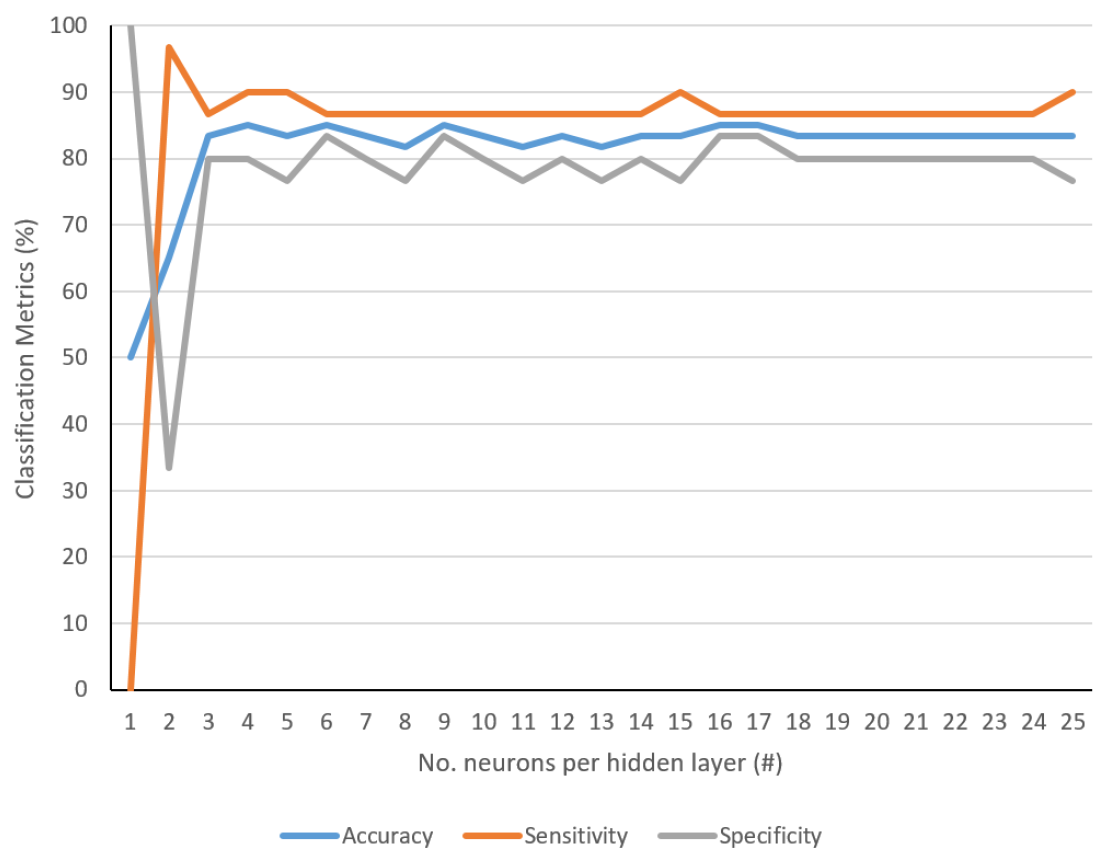 Classification Metrics (%)
100
90
80
70
60
50
40
30
20
10
0
1 2 3 4 5 6 7 8 9 10 11 12 13 14 15 16 17 18 19 20 21 22 23 24 25
No. neurons per hidden layer (#)
Accuracy Sensitivity Specificity